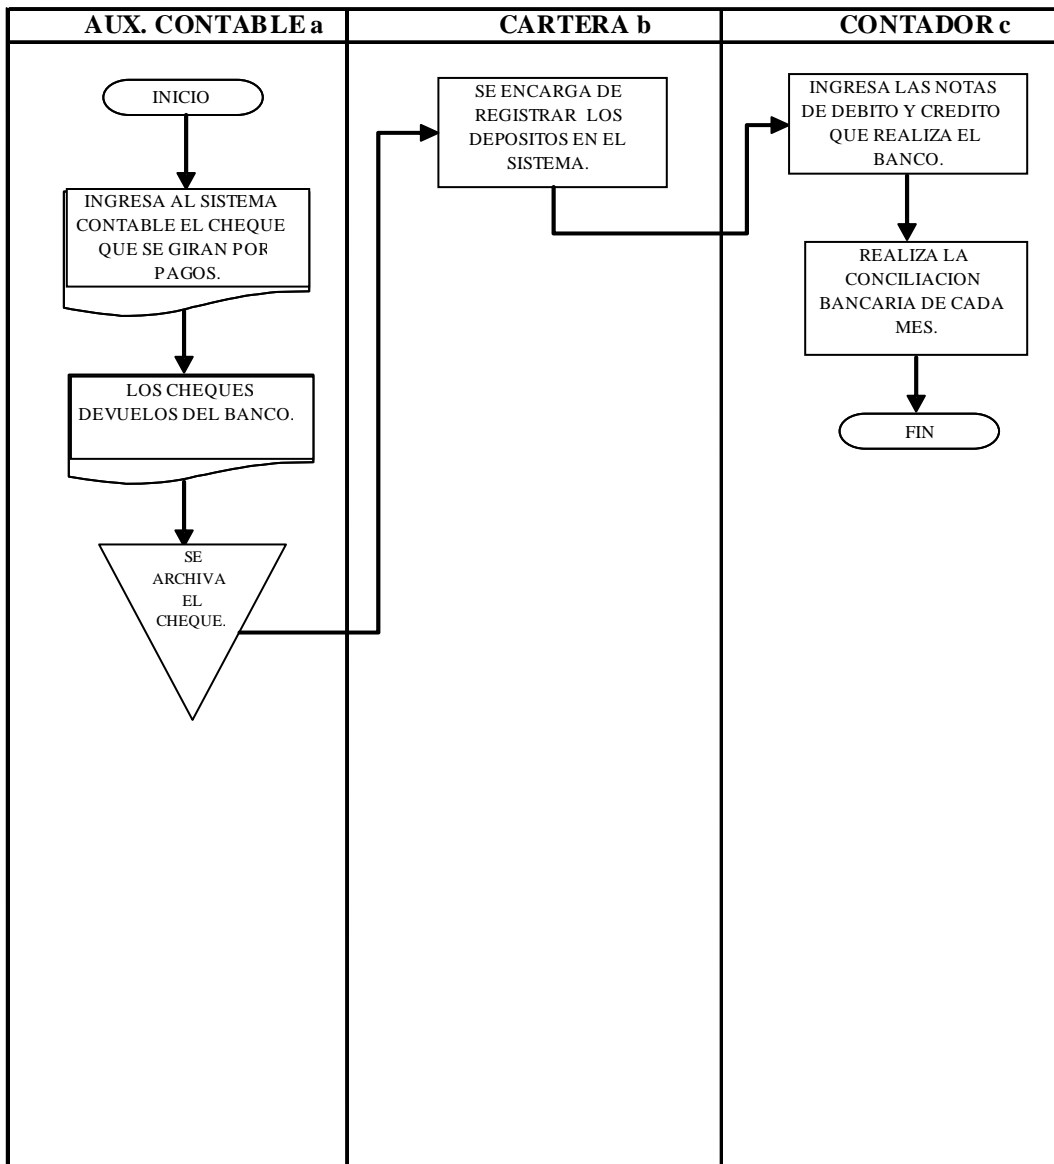 AUX. CONTABLE a
CARTERA b
CONTADOR c
INICIO
INGRESA AL SISTEMA
CONTABLE EL CHEQUE
QUE SE GIRAN POR
PAGOS.
LOS CHEQUES
DEVUELOS DEL BANCO.
SE
ARCHIVA
EL
CHEQUE.
SE ENCARGA DE
REGISTRAR LOS
DEPOSITOS EN EL
SISTEMA.
INGRESA LAS NOTAS
DE DEBITO Y CREDITO
QUE REALIZA EL
BANCO.
REALIZA LA
CONCILIACION
BANCARIA DE CADA
MES.
FIN